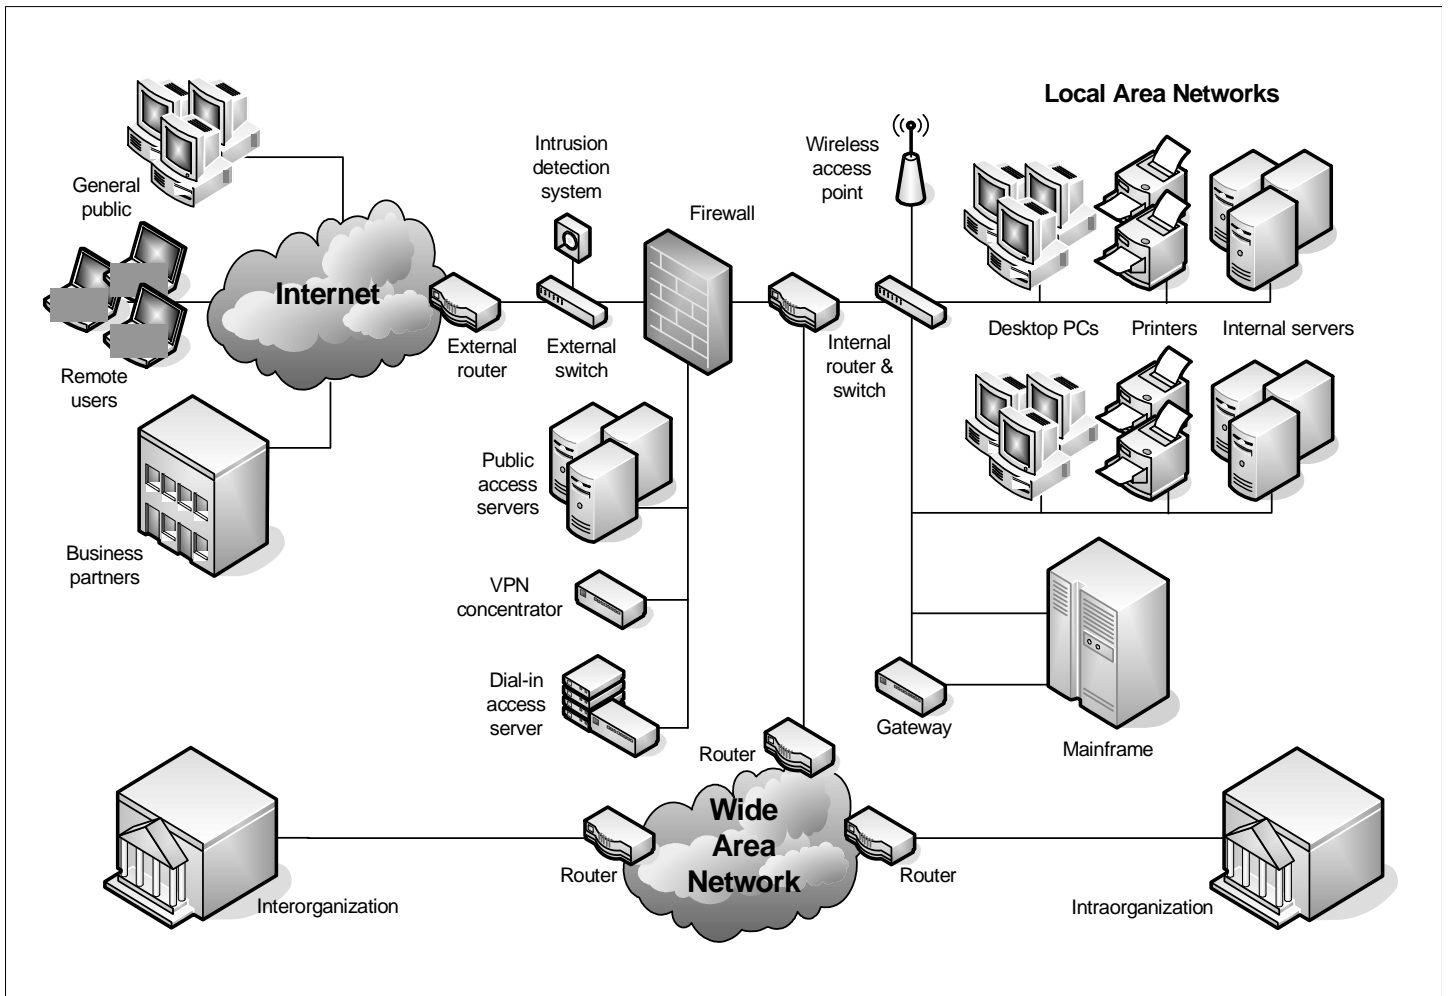 Local Area Networks
General
public
Intrusion
detection
system
Wireless
access
point
Firewall
Internet
Remote
users
External
router
External
switch
Internal
router &
switch
Desktop PCs
Printers
Internal servers
Public
access
servers
Business
partners
VPN
concentrator
Dial-in
access
server
Gateway
Mainframe
Router
Wide
Area
Network
Router
Router
Interorganization
Intraorganization